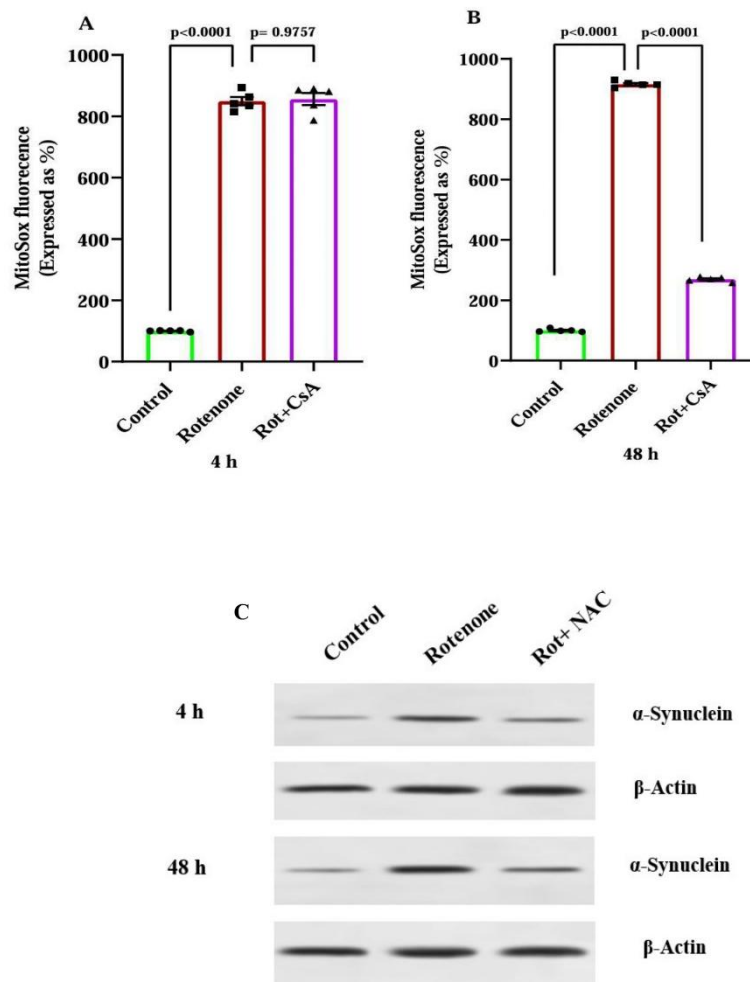 A
p<0.0001
p= 0.9757
MitoSox fluorecence
(Expressed as %)
1000
800
600
400
200
0
Control
Rotenone
Rot+CsA
4 h
B
p<0.0001
p<0.0001
MitoSox fluorescence
(Expressed as %)
1000
800
600
400
200
0
Control
Rotenone
Rot+CsA
48 h
C
Control
Rotenone
Rot+ NAC
4 h
α-Synuclein
β-Actin
48 h
α-Synuclein
β-Actin